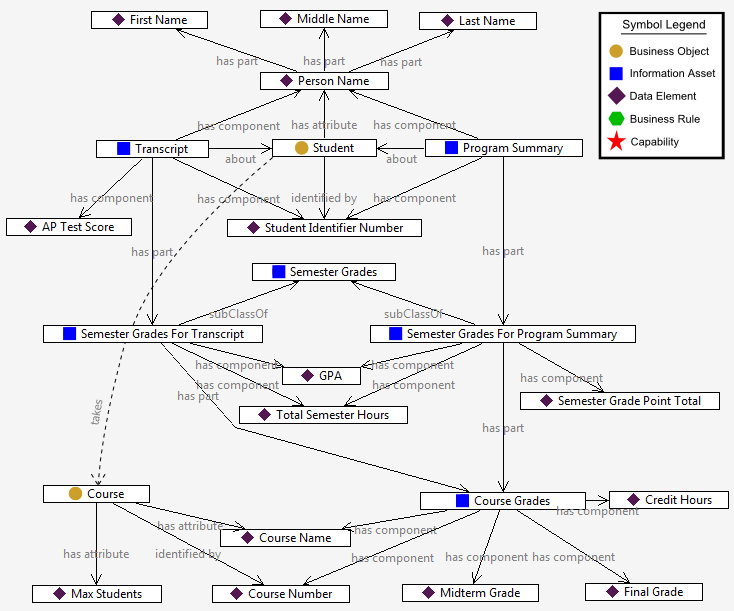 First Name
Middle Name
Last Name
Symbol Legend
Business Object
Information Asset
Data Element
Business Rule
Capability
has part
has part
has part
Person Name
has component
has attribute
has component
Transcript
Student
Program Summary
about
about
has component
has component
identified by
has component
AP Test Score
Student Identifier Number
has part
has part
Semester Grades
subClassOf
subClassOf
Semester Grades For Transcript
Semester Grades For Program Summary
has component
has component
GPA
has component
has component
has component
has part
Semester Grade Point Total
Total Semester Hours
takes
has part
Course
Course Grades
Credit Hours
has component
has attribute
has component
Course Name
has attribute
identified by
has component
has component
has component
Max Students
Course Number
Midterm Grade
Final Grade